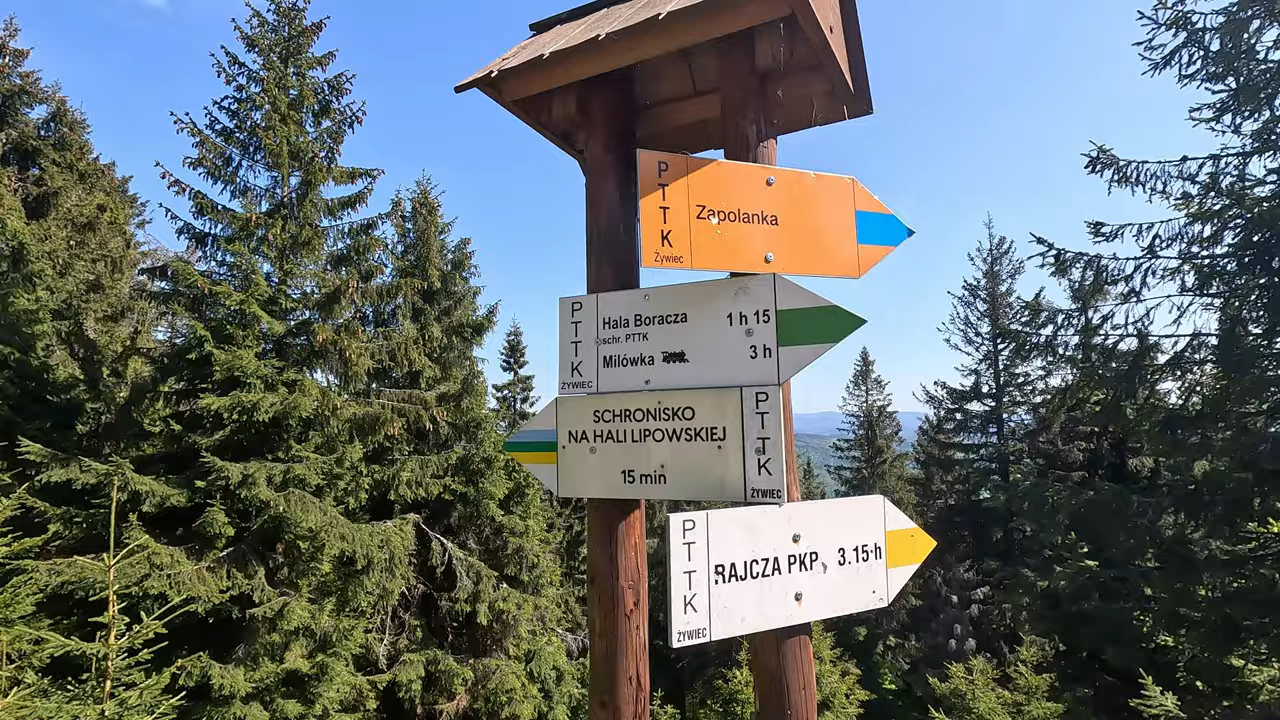 PTTK
Żywiec
Zapolanka
PTTK
ŻYWIEC
Hala Boracza 1 h 15
schr. PTTK
Milówka 3 h
SCHRONISKO
NA HALI LIPOWSKIEJ
15 min
PTTK
ŻYWIEC
PTTK
ŻYWIEC
RAJCZA PKP 3.15 h